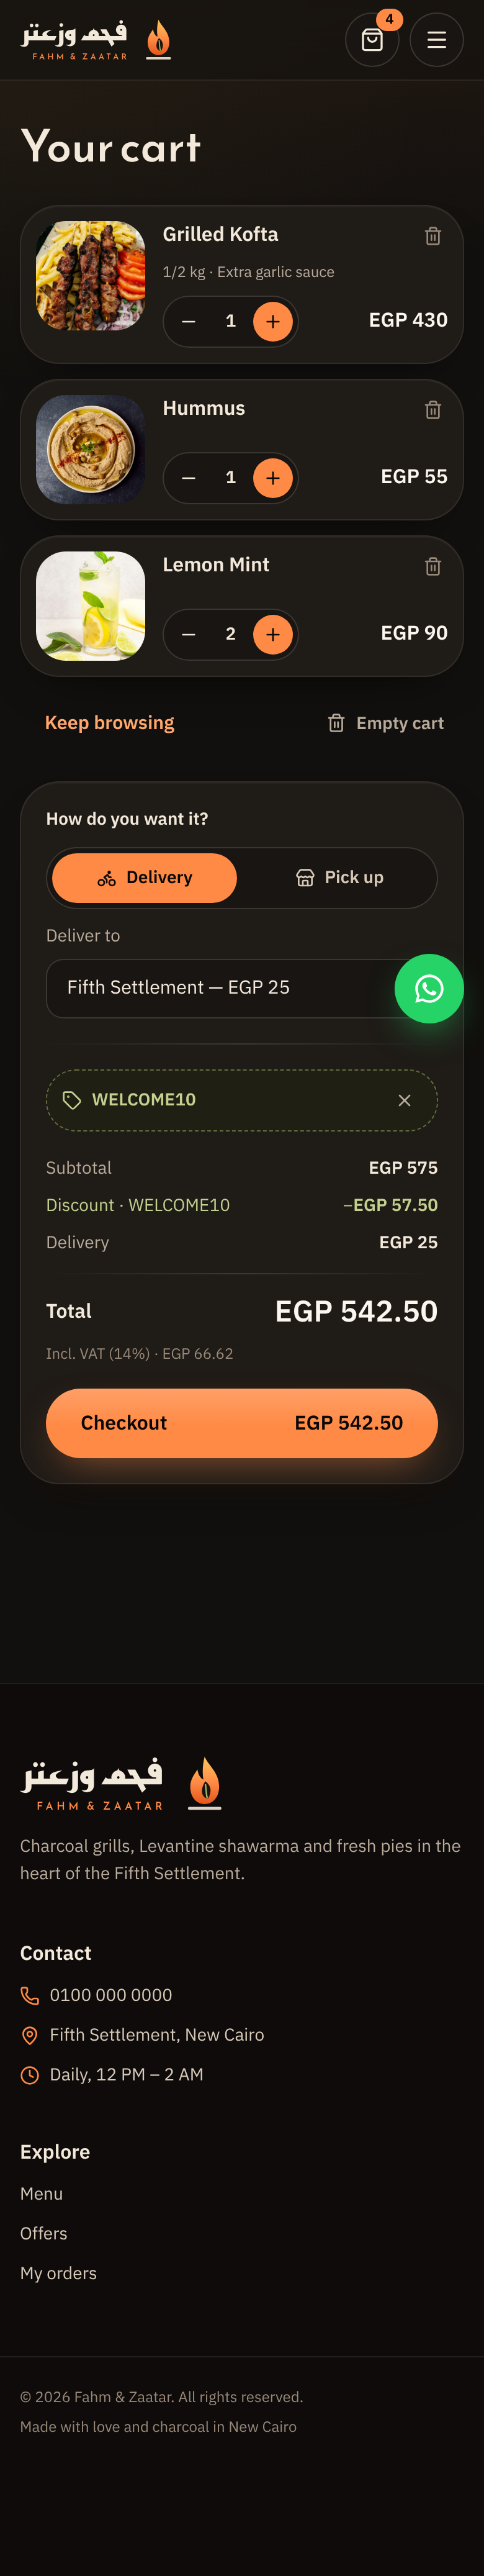 فحم وزعتر
FAHM & ZAATAR
4
Your cart
Grilled Kofta
1/2 kg · Extra garlic sauce
1
EGP 430
Hummus
1
EGP 55
Lemon Mint
2
EGP 90
Keep browsing
Empty cart
How do you want it?
Delivery
Pick up
Deliver to
Fifth Settlement — EGP 25
WELCOME10
Subtotal EGP 575
Discount · WELCOME10 −EGP 57.50
Delivery EGP 25
Total EGP 542.50
Incl. VAT (14%) · EGP 66.62
Checkout EGP 542.50
فحم وزعتر
FAHM & ZAATAR
Charcoal grills, Levantine shawarma and fresh pies in the
heart of the Fifth Settlement.
Contact
0100 000 0000
Fifth Settlement, New Cairo
Daily, 12 PM – 2 AM
Explore
Menu
Offers
My orders
© 2026 Fahm & Zaatar. All rights reserved.
Made with love and charcoal in New Cairo